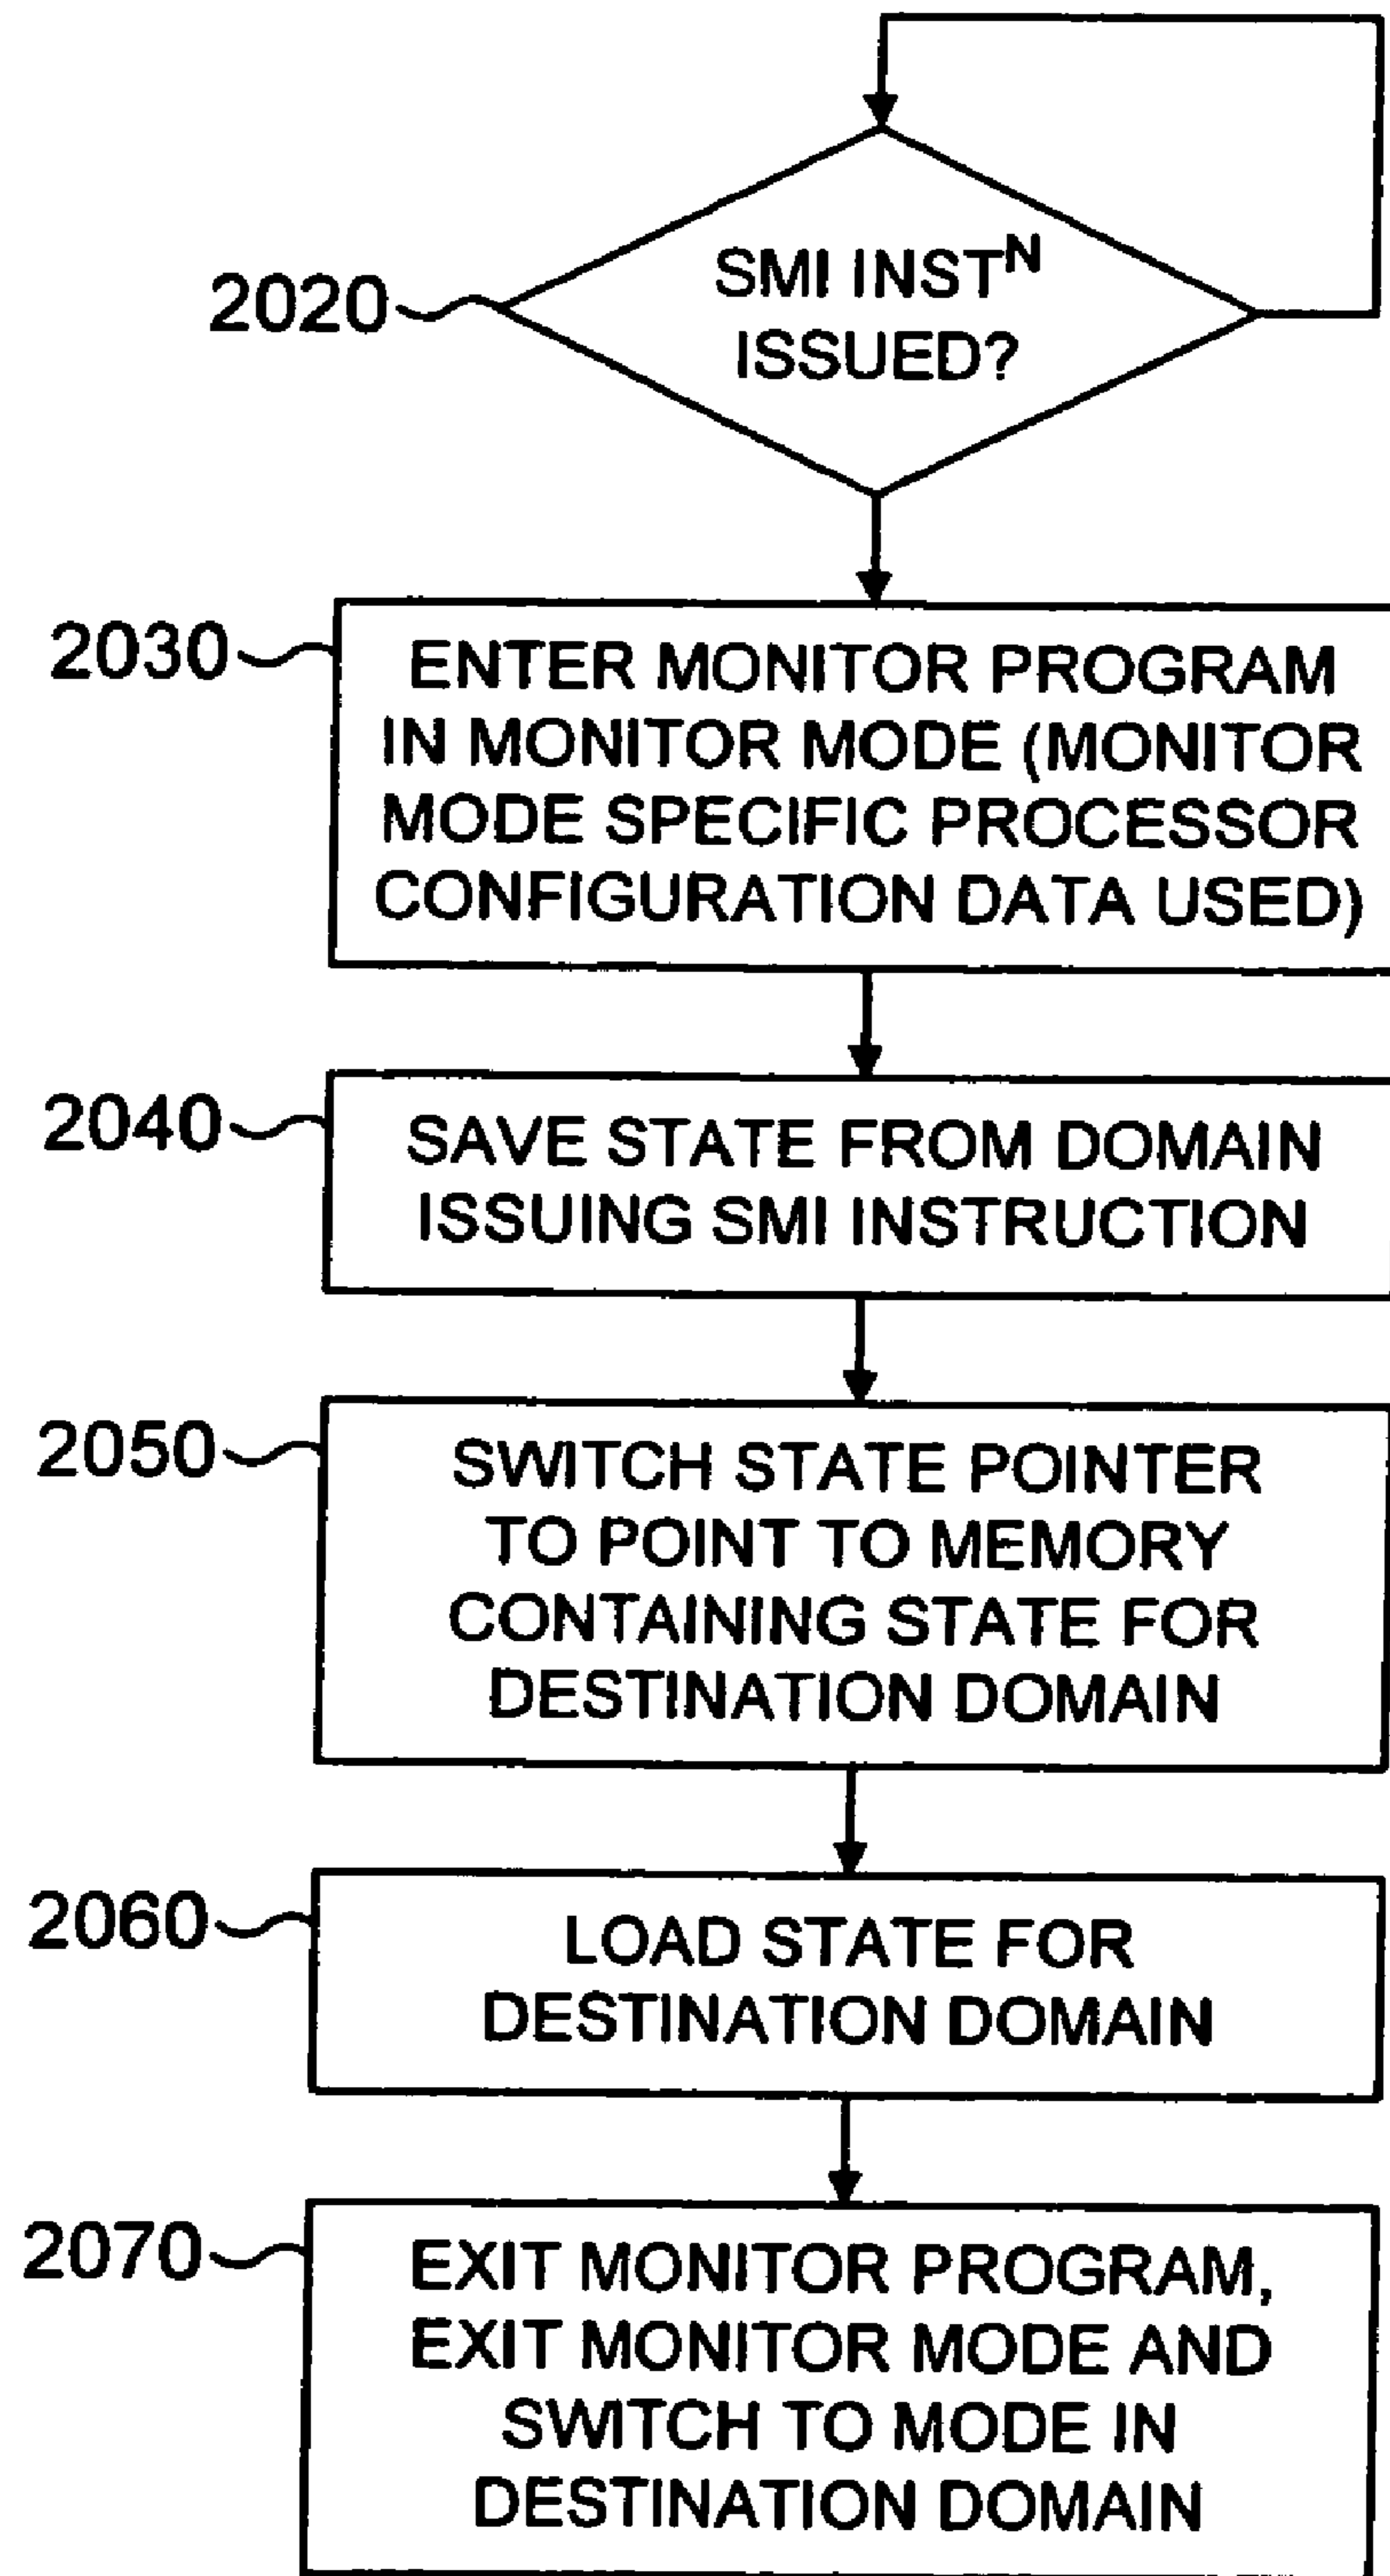 2020
SMI INSTᴺ
ISSUED?
2030
ENTER MONITOR PROGRAM
IN MONITOR MODE (MONITOR
MODE SPECIFIC PROCESSOR
CONFIGURATION DATA USED)
2040
SAVE STATE FROM DOMAIN
ISSUING SMI INSTRUCTION
2050
SWITCH STATE POINTER
TO POINT TO MEMORY
CONTAINING STATE FOR
DESTINATION DOMAIN
2060
LOAD STATE FOR
DESTINATION DOMAIN
2070
EXIT MONITOR PROGRAM,
EXIT MONITOR MODE AND
SWITCH TO MODE IN
DESTINATION DOMAIN